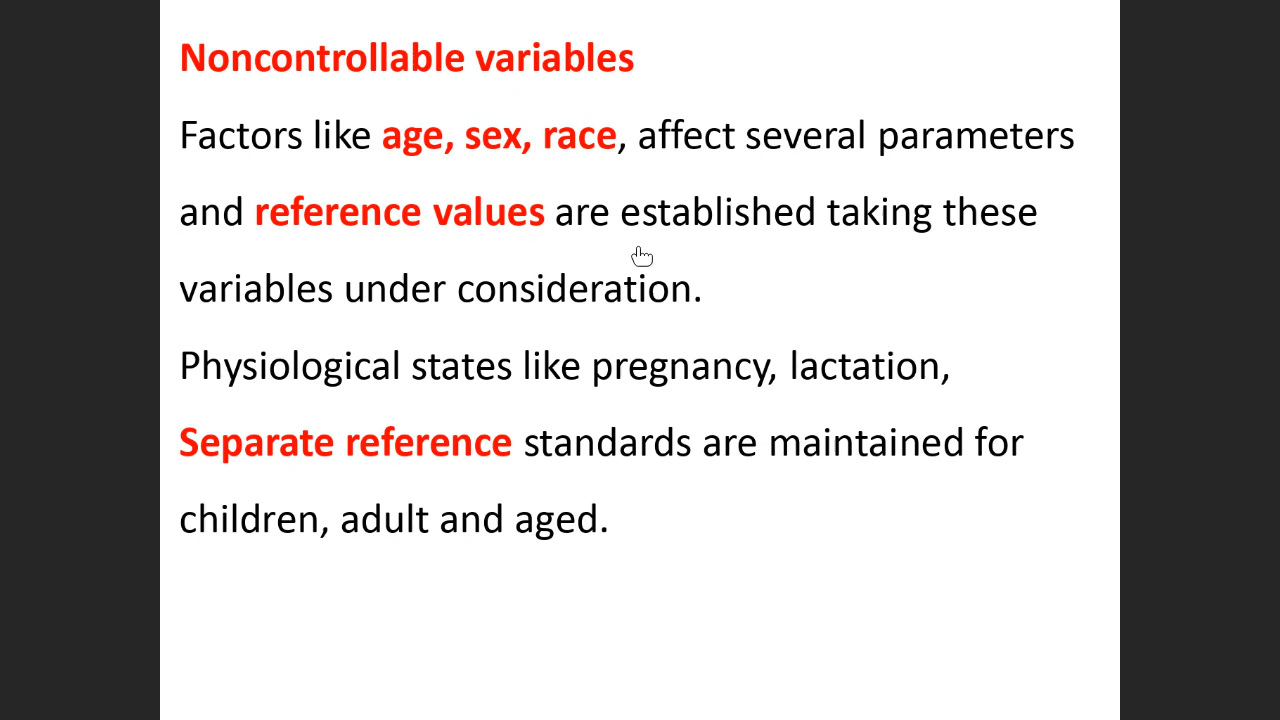 Noncontrollable variables
Factors like age, sex, race, affect several parameters
and reference values are established taking these
variables under consideration.
Physiological states like pregnancy, lactation,
Separate reference standards are maintained for
children, adult and aged.